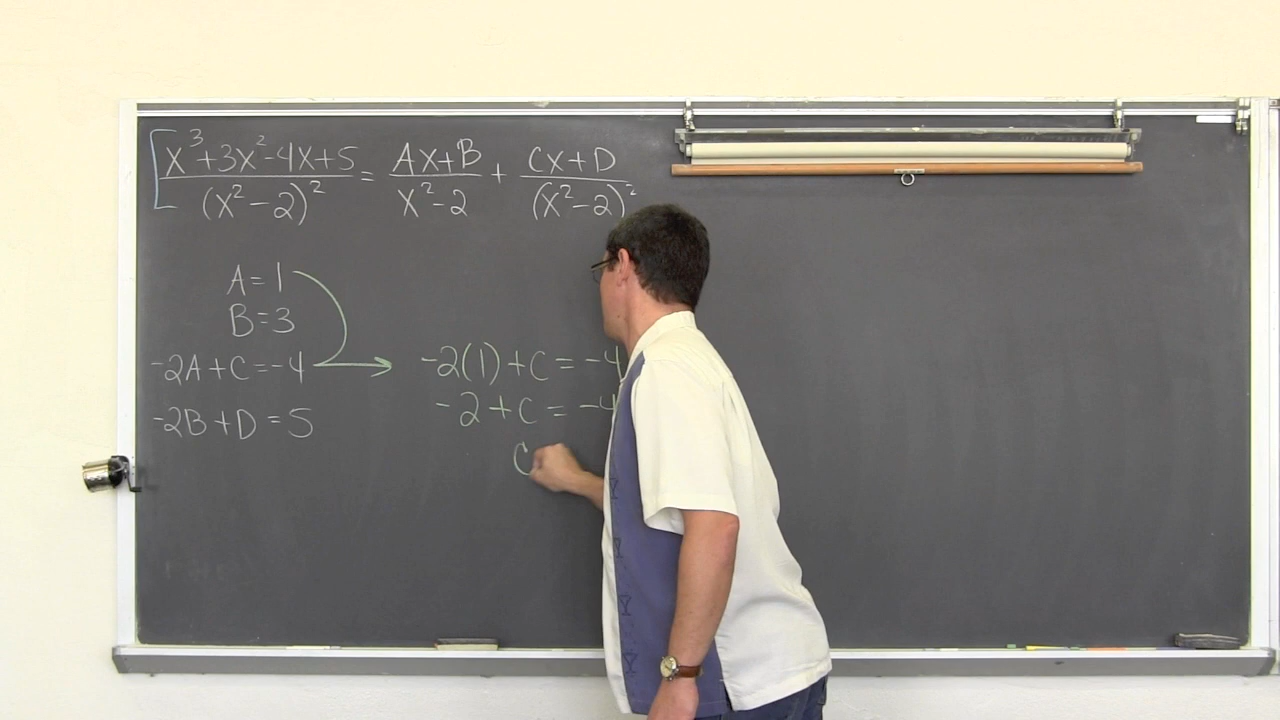 x³+3x²-4x+5 / (x²-2)² = Ax+B / x²-2 + Cx+D / (x²-2)²
A=1
B=3
-2A+C=-4
-2B+D=5
-2(1)+C=-4
-2+C=-4
C